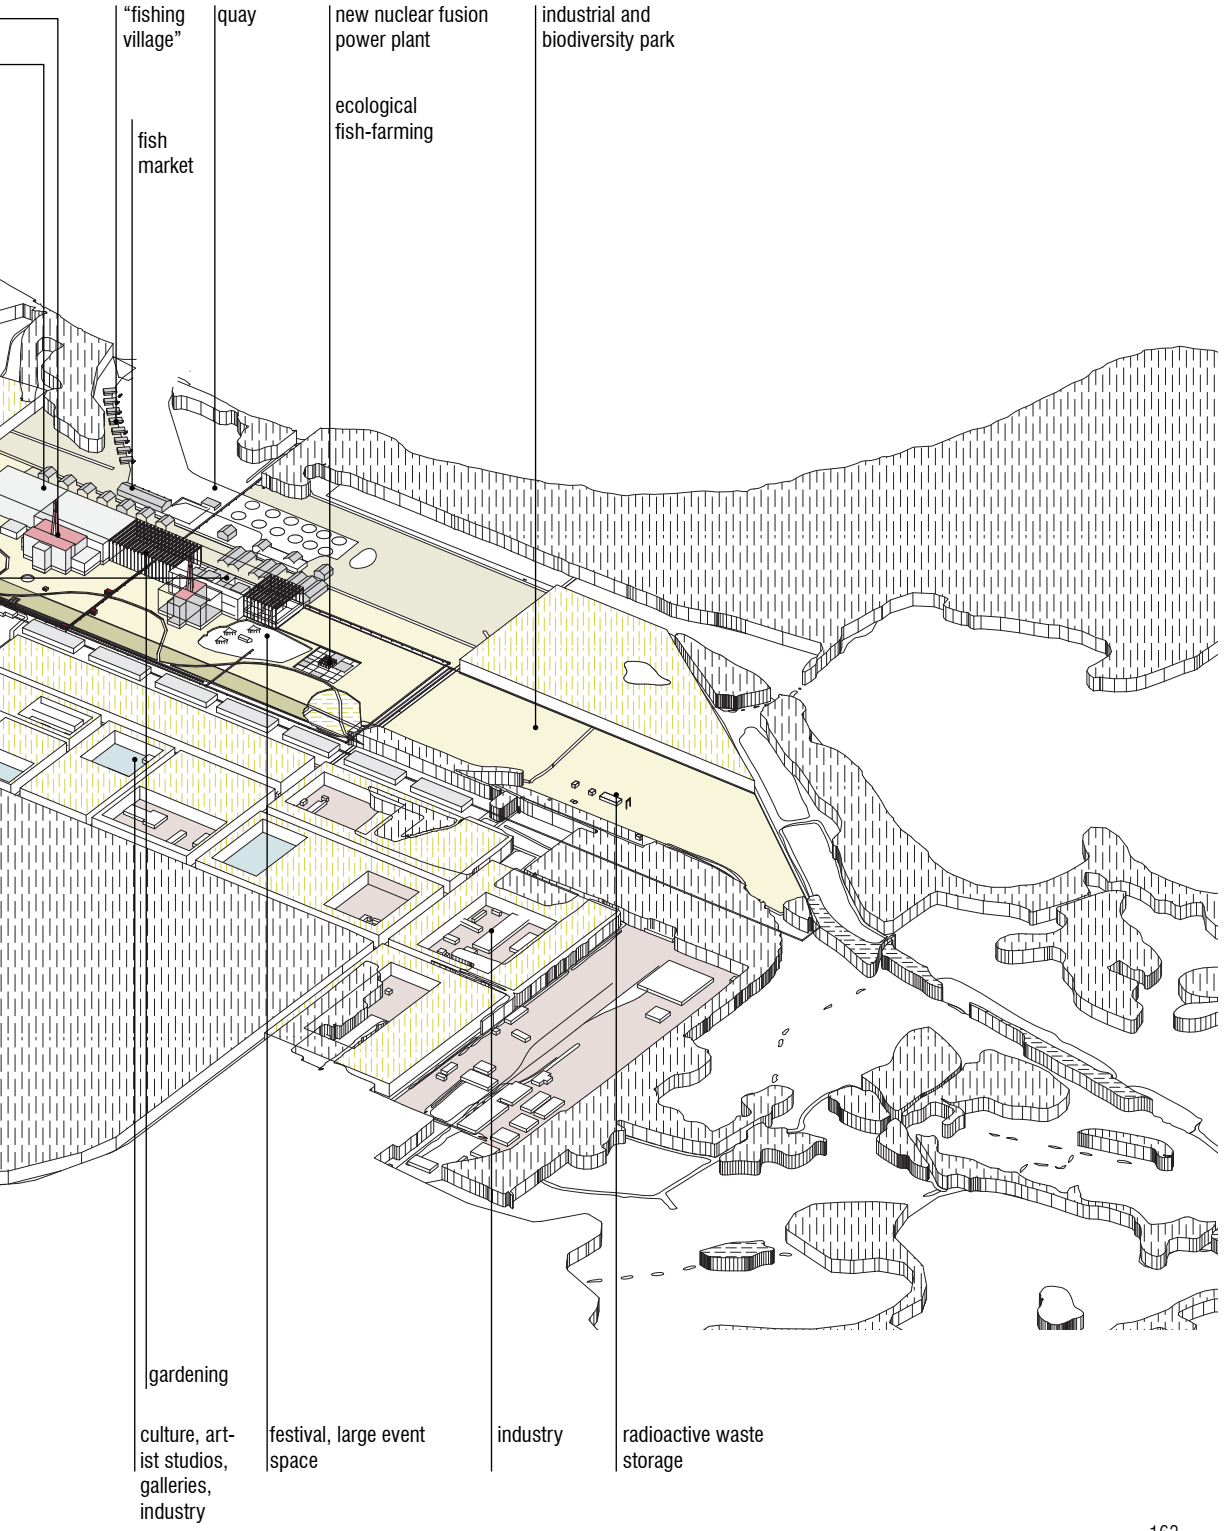 “fishing
village”
quay
new nuclear fusion
power plant
industrial and
biodiversity park
ecological
fish-farming
fish
market
gardening
culture, art-
ist studios,
galleries,
industry
festival, large event
space
industry
radioactive waste
storage